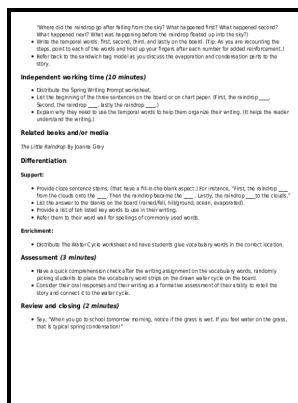 "Where did the raindrop go after falling from the sky? What happened first? What happened second?
What happened next? What was happening before the raindrop floated up into the sky?)
Write the temporal words: first, second, third, and lastly on the board. (Tip: As you are recounting the
steps, point to each of the words and hold up your fingers after each number for added reinforcement.)
Refer back to the sandwich bag model as you discuss the evaporation and condensation parts to the
story.
Independent working time (10 minutes)
Distribute the Spring Writing Prompt worksheet.
List the beginning of the three sentences on the board or on chart paper. (First, the raindrop ___,
Second, the raindrop ___, lastly the raindrop ___.)
Explain why they need to use the temporal words to help them organize their writing. (It helps the reader
understand the writing.)
Related books and/or media
The Little Raindrop by Joanna Gray
Differentiation
Support:
Provide cloze sentence stems, (that have a fill-in-the-blank aspect.) For instance, "First, the raindrop ___
from the clouds onto the ___. Then the raindrop became the ___. Lastly, the raindrop ___to the clouds."
List the answer to the blanks on the board (rained/fell, hill/ground, ocean, evaporated).
Provide a list of teh listed key words to use in their writing.
Refer them to their word wall for spellings of commonly used words.
Enrichment:
Distribute The Water Cycle worksheet and have students give vocabulary words in the correct location.
Assessment (3 minutes)
Have a quick comprehension check after the writing assignment on the vocabulary words, randomly
picking students to place the vocabulary word strips on the drawn water cycle on the board.
Consider their oral responses and their writing as a formative assessment of their ability to retell the
story and connect it to the water cycle.
Review and closing (2 minutes)
Say, "When you go to school tomorrow morning, notice if the grass is wet. If you feel water on the grass,
that is typical spring condensation!"